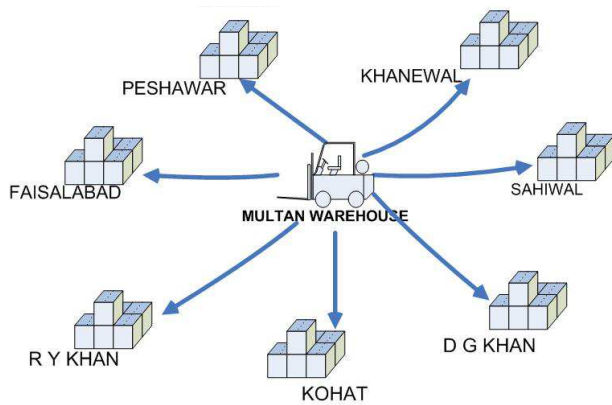 PESHAWAR
KHANEWAL
FAISALABAD
SAHIWAL
MULTAN WAREHOUSE
R Y KHAN
D G KHAN
KOHAT